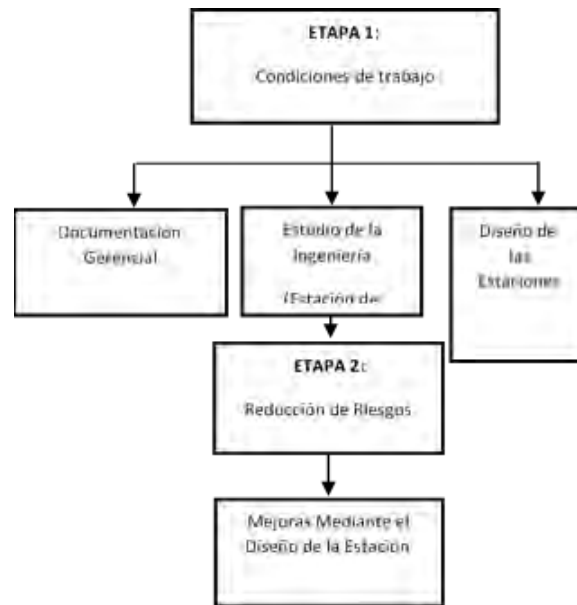 ETAPA 1:
Condiciones de trabajo
Documentación
Gerencial
Estudio de la
Ingeniería
(Estación de
Diseño de
las
Estaciones
ETAPA 2:
Reducción de Riesgos
Mejoras Mediante el
Diseño de la Estación